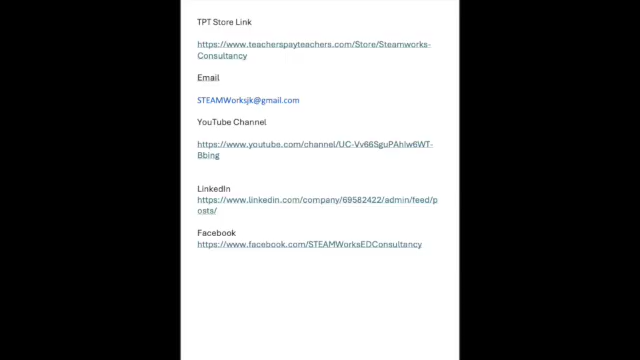 TPT Store Link
https://www.teacherspayteachers.com/Store/Steamworks-
Consultancy
Email
STEAMWorksjk@gmail.com
YouTube Channel
https://www.youtube.com/channel/UC-Vv66SguPAhlw6WT-
Bbing
LinkedIn
https://www.linkedin.com/company/69582422/admin/feed/p
osts/
Facebook
https://www.facebook.com/STEAMWorksEDConsultancy